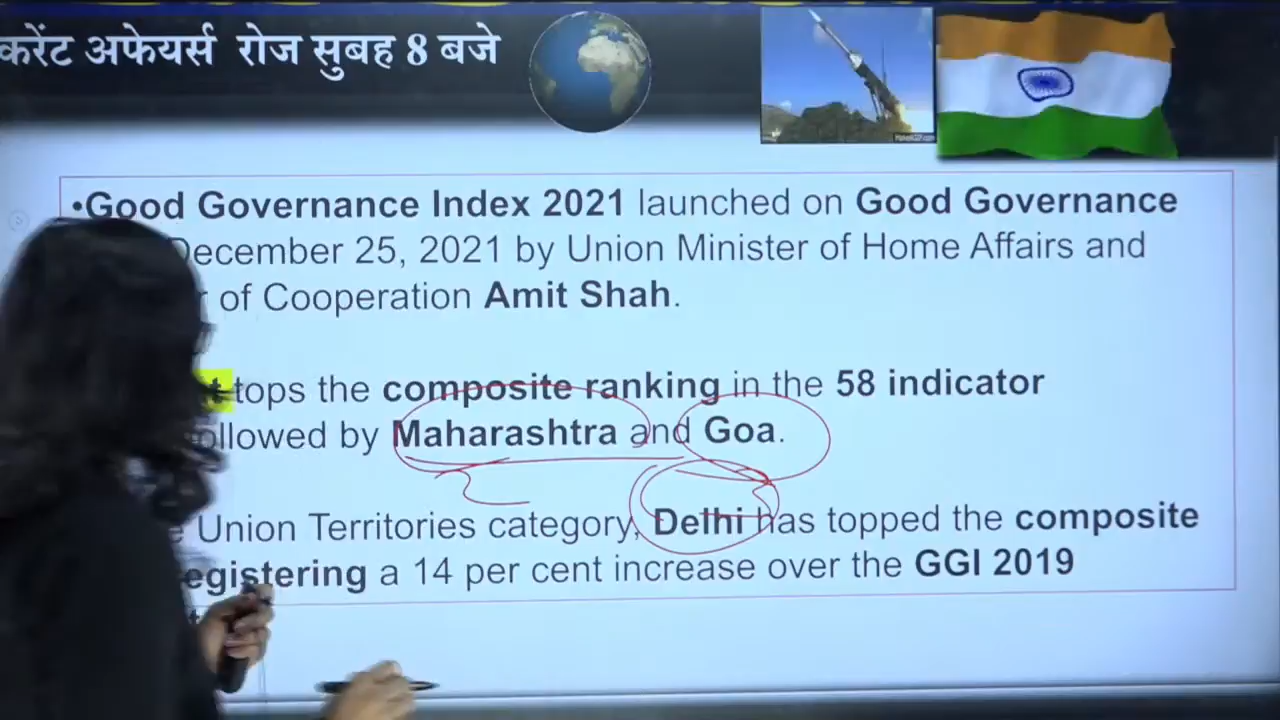 करेंट अफेयर्स रोज सुबह 8 बजे
•Good Governance Index 2021 launched on Good Governance
December 25, 2021 by Union Minister of Home Affairs and
of Cooperation Amit Shah.
tops the composite ranking in the 58 indicator
followed by Maharashtra and Goa.
Union Territories category, Delhi has topped the composite
registering a 14 per cent increase over the GGI 2019